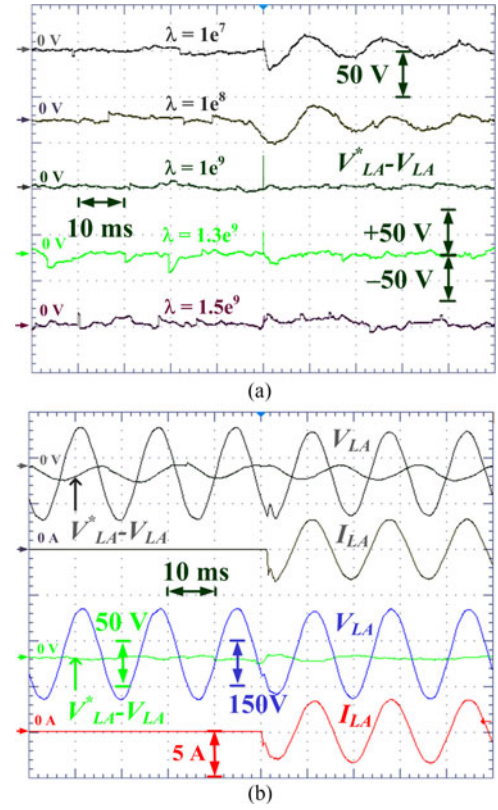 0 V
λ = 1e⁷
50 V
0 V
λ = 1e⁸
0 V
λ = 1e⁹
V*LA-VLA
10 ms
+50 V
0 V
λ = 1.3e⁹
−50 V
0 V
λ = 1.5e⁹
(a)
0 V
VLA
V*LA-VLA
0 A
ILA
10 ms
50 V
VLA
0 V
150V
V*LA-VLA
0 A
ILA
5 A
(b)